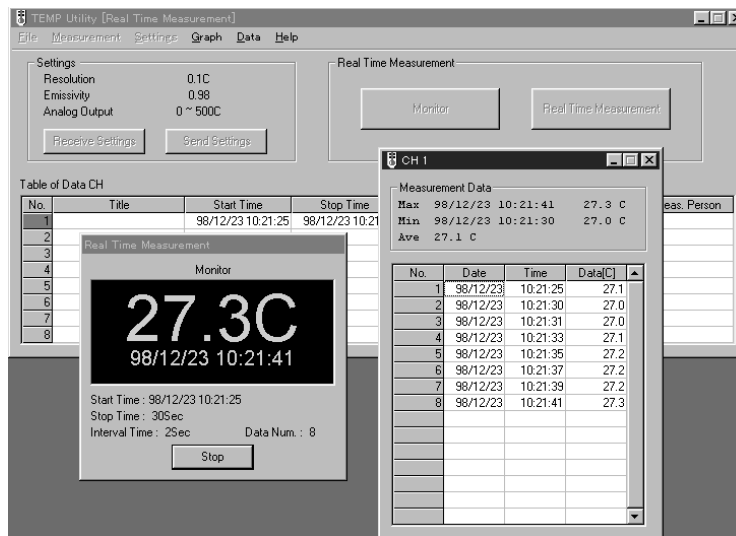 TEMP Utility [Real Time Measurement]
File Measurement Settings Graph Data Help
Settings
Resolution 0.1C
Emissivity 0.98
Analog Output 0 ~ 500C
Receive Settings Send Settings
Real Time Measurement
Monitor Real Time Measurement
Table of Data CH
No. Title Start Time Stop Time eas. Person
1 98/12/23 10:21:25 98/12/23 10:21
2
3
4
5
6
7
8
Real Time Measurement
Monitor
27.3C
98/12/23 10:21:41
Start Time : 98/12/23 10:21:25
Stop Time : 30Sec
Interval Time : 2Sec Data Num. : 8
Stop
CH 1
Measurement Data
Max 98/12/23 10:21:41 27.3 C
Min 98/12/23 10:21:30 27.0 C
Ave 27.1 C
No. Date Time Data[C]
1 98/12/23 10:21:25 27.1
2 98/12/23 10:21:30 27.0
3 98/12/23 10:21:31 27.0
4 98/12/23 10:21:33 27.1
5 98/12/23 10:21:35 27.2
6 98/12/23 10:21:37 27.2
7 98/12/23 10:21:39 27.2
8 98/12/23 10:21:41 27.3